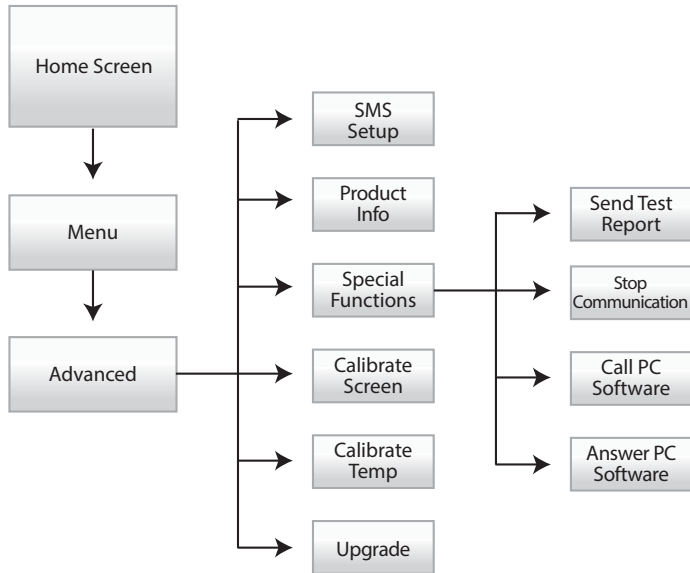 Home Screen
Menu
Advanced
SMS
Setup
Product
Info
Special
Functions
Calibrate
Screen
Calibrate
Temp
Upgrade
Send Test
Report
Stop
Communication
Call PC
Software
Answer PC
Software